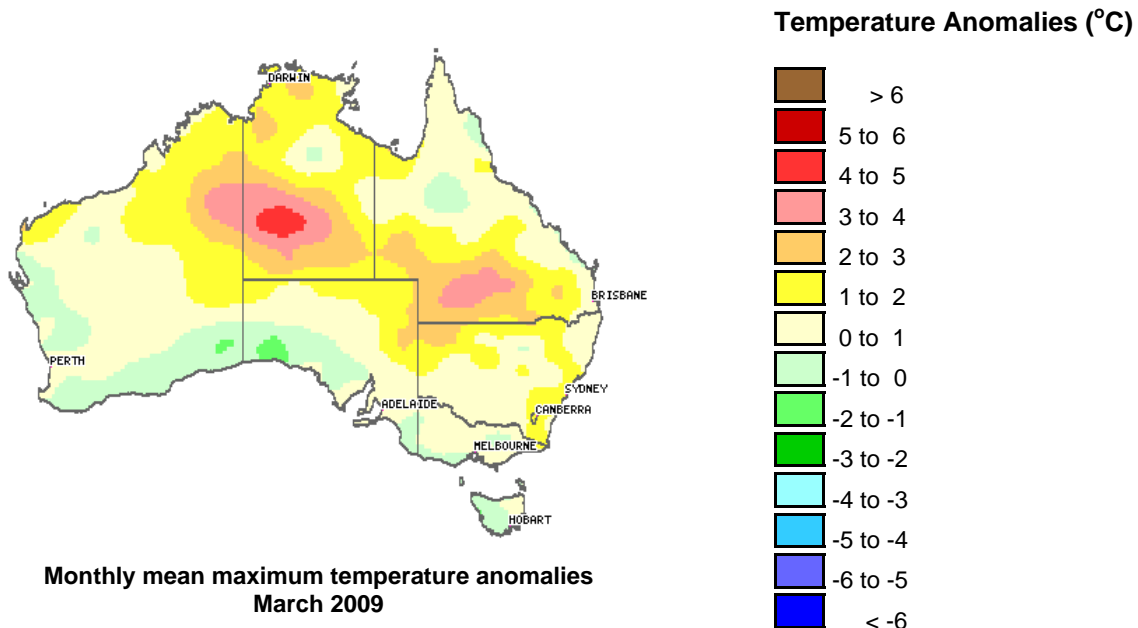 Temperature Anomalies (°C)
DARWIN
BRISBANE
PERTH
SYDNEY
ADELAIDE
CANBERRA
MELBOURNE
HOBART
Monthly mean maximum temperature anomalies
March 2009
> 6
5 to 6
4 to 5
3 to 4
2 to 3
1 to 2
0 to 1
-1 to 0
-2 to -1
-3 to -2
-4 to -3
-5 to -4
-6 to -5
< -6